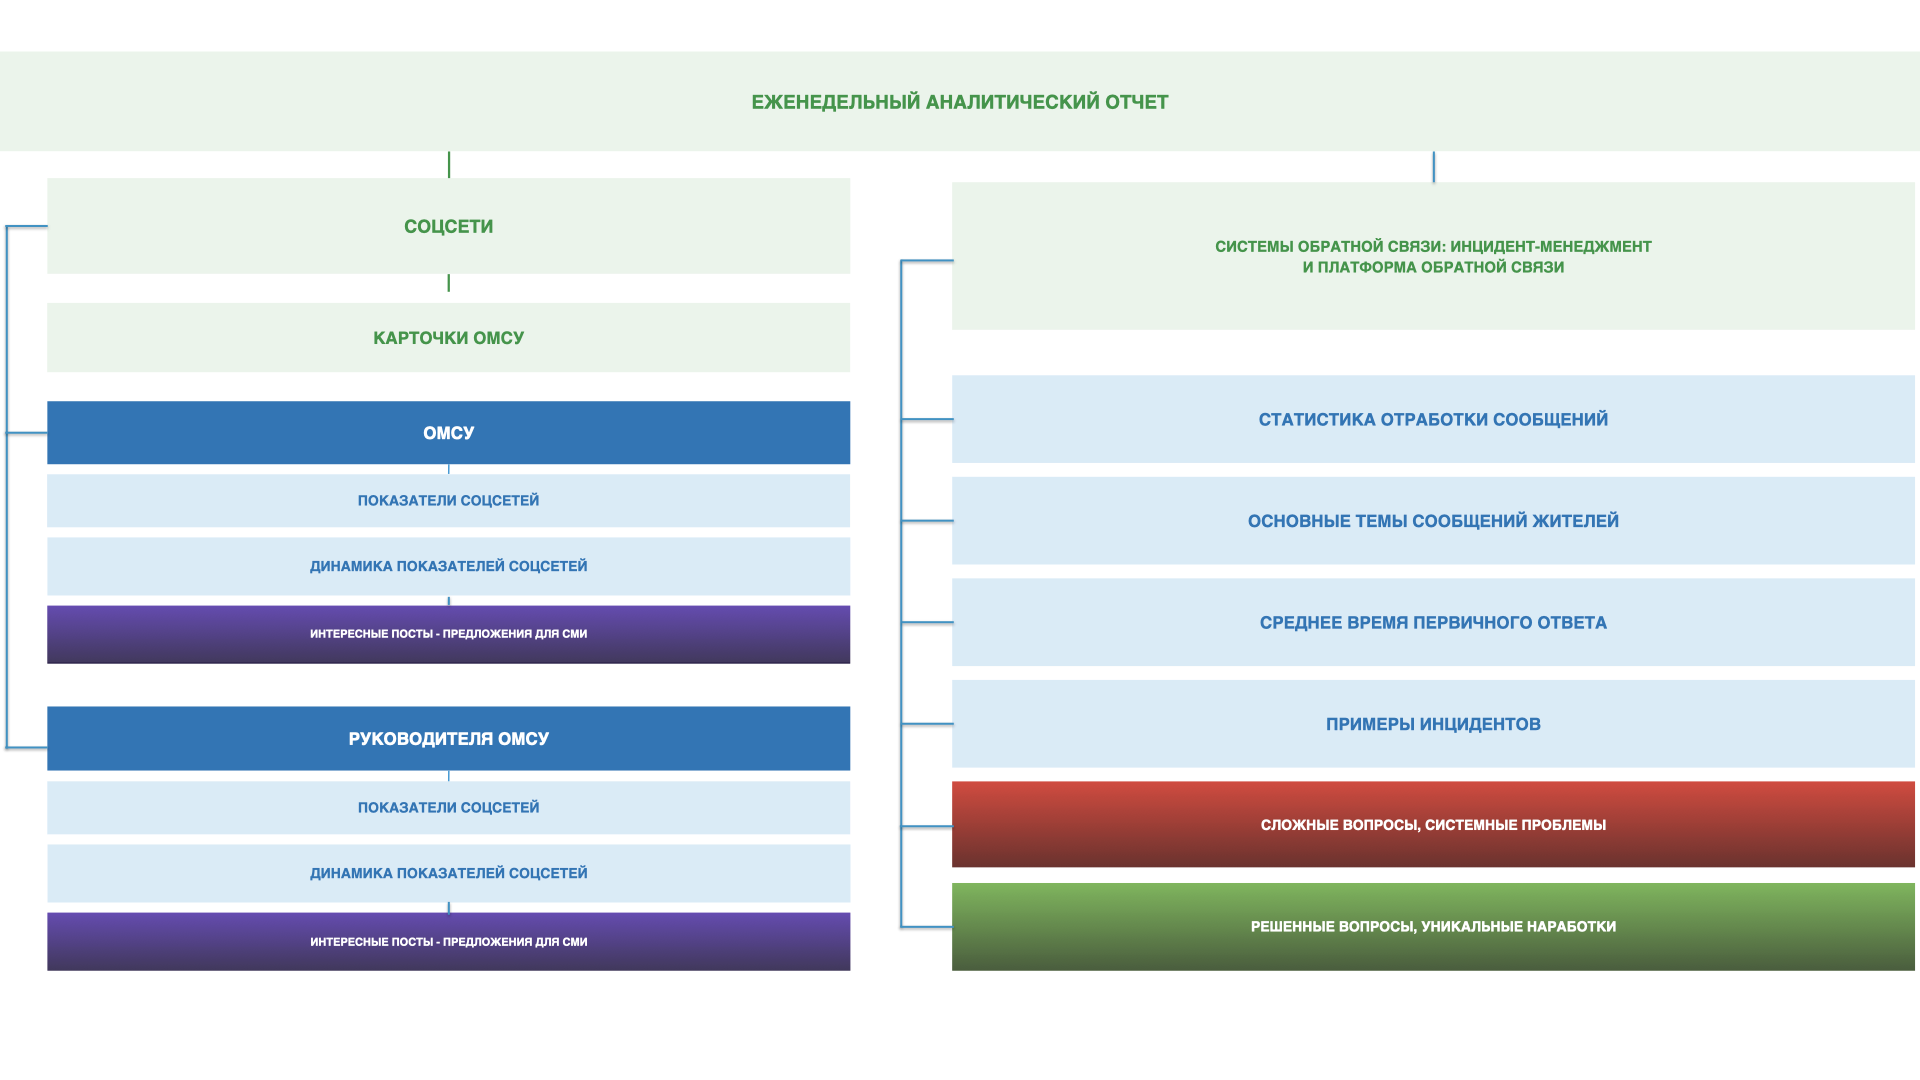 ЕЖЕНЕДЕЛЬНЫЙ АНАЛИТИЧЕСКИЙ ОТЧЕТ
СОЦСЕТИ
КАРТОЧКИ ОМСУ
ОМСУ
ПОКАЗАТЕЛИ СОЦСЕТЕЙ
ДИНАМИКА ПОКАЗАТЕЛЕЙ СОЦСЕТЕЙ
ИНТЕРЕСНЫЕ ПОСТЫ - ПРЕДЛОЖЕНИЯ ДЛЯ СМИ
РУКОВОДИТЕЛЯ ОМСУ
ПОКАЗАТЕЛИ СОЦСЕТЕЙ
ДИНАМИКА ПОКАЗАТЕЛЕЙ СОЦСЕТЕЙ
ИНТЕРЕСНЫЕ ПОСТЫ - ПРЕДЛОЖЕНИЯ ДЛЯ СМИ
СИСТЕМЫ ОБРАТНОЙ СВЯЗИ: ИНЦИДЕНТ-МЕНЕДЖМЕНТ
И ПЛАТФОРМА ОБРАТНОЙ СВЯЗИ
СТАТИСТИКА ОТРАБОТКИ СООБЩЕНИЙ
ОСНОВНЫЕ ТЕМЫ СООБЩЕНИЙ ЖИТЕЛЕЙ
СРЕДНЕЕ ВРЕМЯ ПЕРВИЧНОГО ОТВЕТА
ПРИМЕРЫ ИНЦИДЕНТОВ
СЛОЖНЫЕ ВОПРОСЫ, СИСТЕМНЫЕ ПРОБЛЕМЫ
РЕШЕННЫЕ ВОПРОСЫ, УНИКАЛЬНЫЕ НАРАБОТКИ